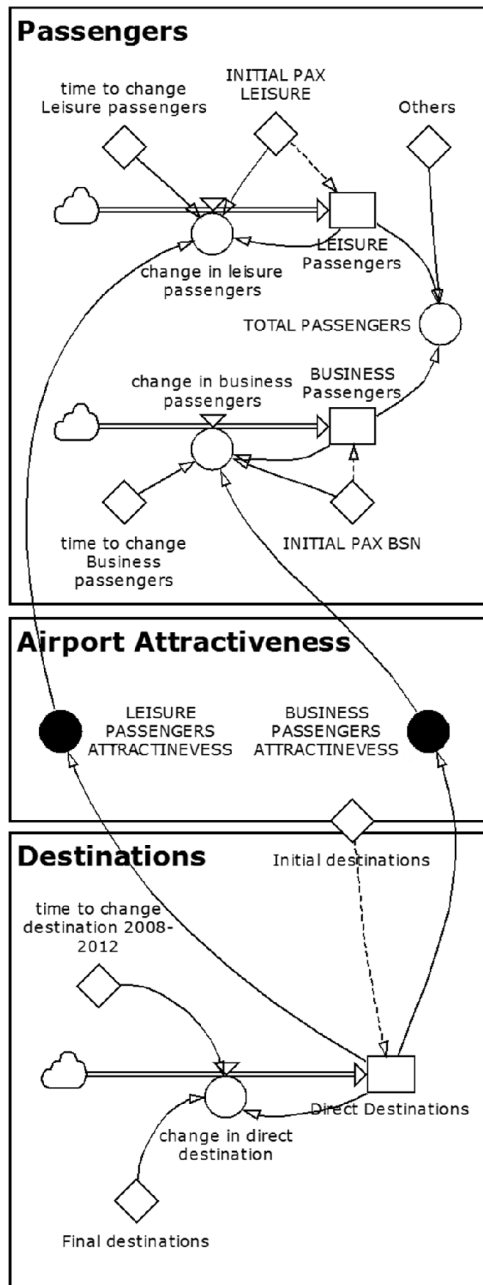 Passengers
time to change
Leisure passengers
INITIAL PAX
LEISURE
Others
LEISURE
Passengers
change in leisure
passengers
TOTAL PASSENGERS
change in business
passengers
BUSINESS
Passengers
time to change
Business
passengers
INITIAL PAX BSN
Airport Attractiveness
LEISURE
PASSENGERS
ATTRACTINEVESS
BUSINESS
PASSENGERS
ATTRACTINEVESS
Destinations
Initial destinations
time to change
destination 2008-
2012
Direct Destinations
change in direct
destination
Final destinations